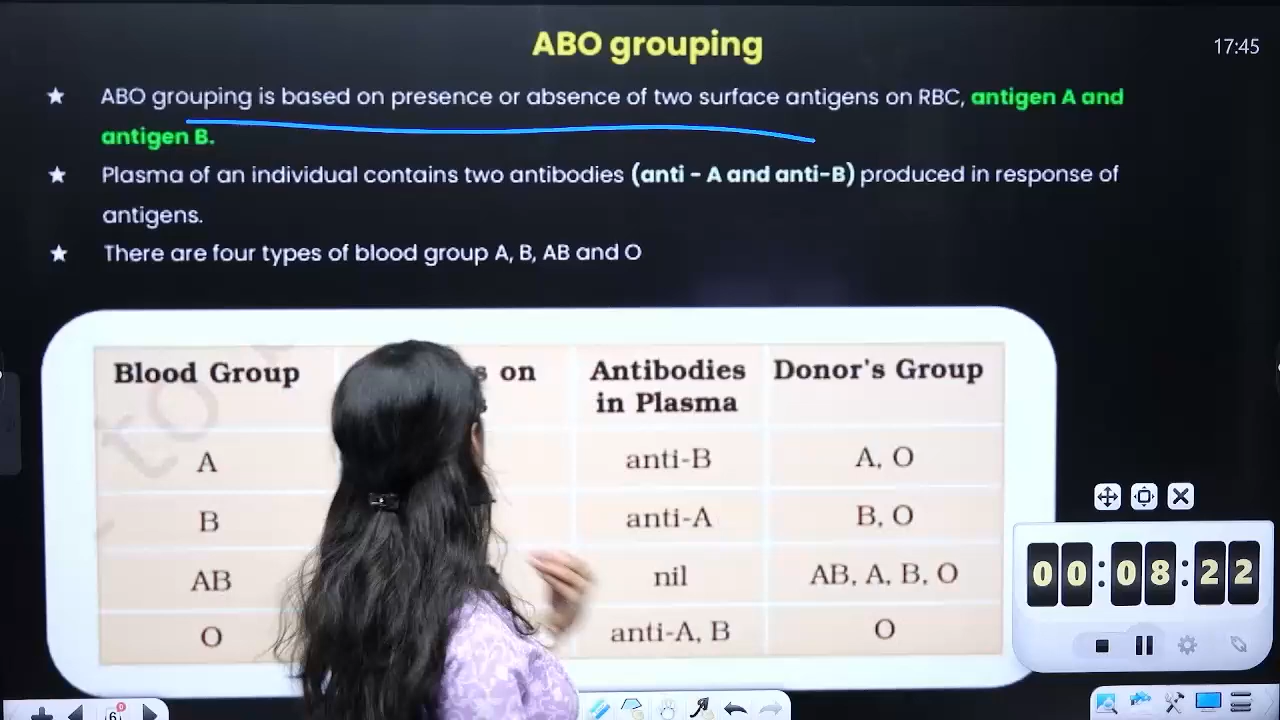 ABO grouping
17:45
★ ABO grouping is based on presence or absence of two surface antigens on RBC, antigen A and
antigen B.
★ Plasma of an individual contains two antibodies (anti - A and anti-B) produced in response of
antigens.
★ There are four types of blood group A, B, AB and O
Blood Group on Antibodies Donor's Group
in Plasma
A anti-B A, O
B anti-A B, O
AB nil AB, A, B, O
O anti-A, B O
00:08:22
6